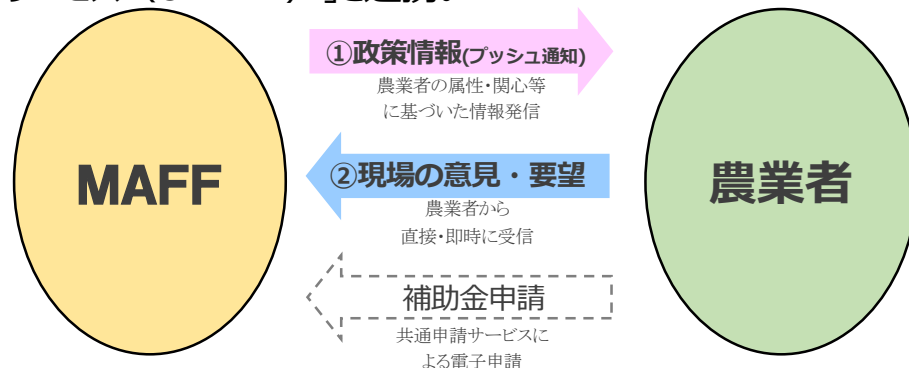 ①政策情報(プッシュ通知)
農業者の属性・関心等
に基づいた情報発信
MAFF
②現場の意見・要望
農業者
農業者から
直接・即時に受信
補助金申請
共通申請サービスに
よる電子申請